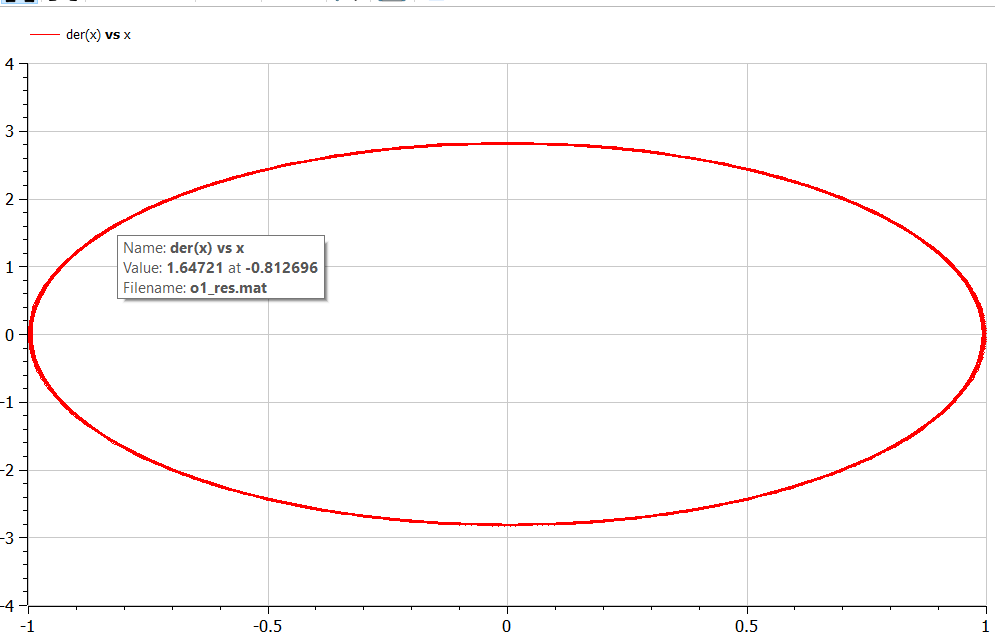 der(x) vs x
4
3
2
1
0
-1
-2
-3
-4
Name: der(x) vs x
Value: 1.64721 at -0.812696
Filename: o1_res.mat
-1 -0.5 0 0.5 1